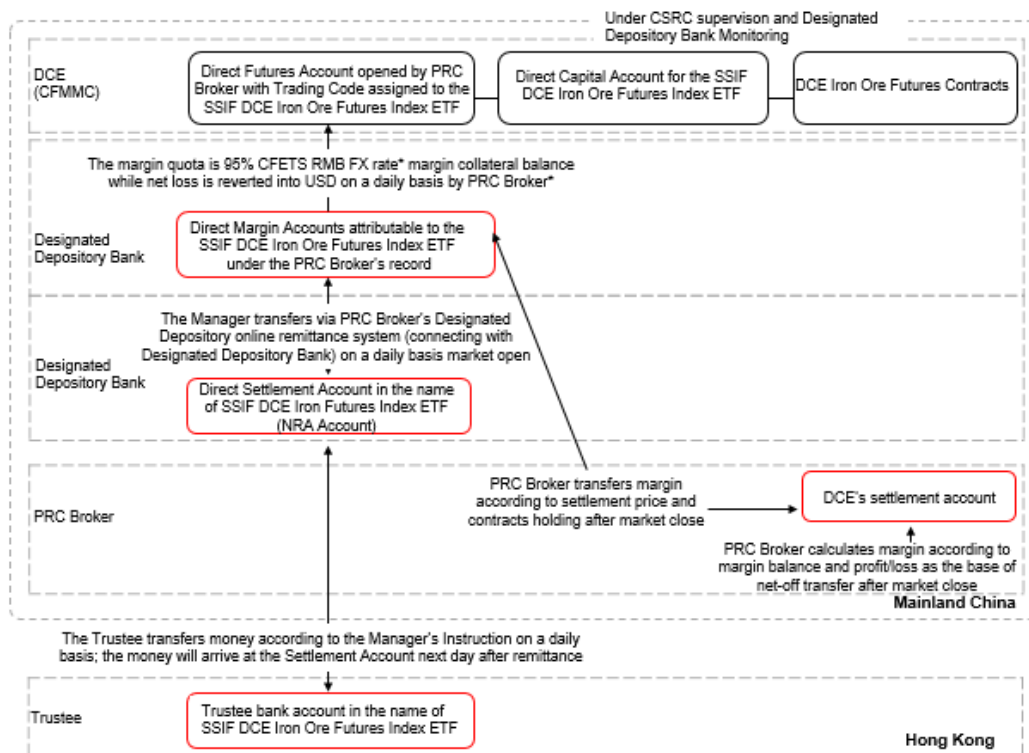 Under CSRC supervison and Designated
Depository Bank Monitoring
DCE
(CFMMC)
Direct Futures Account opened by PRC
Broker with Trading Code assigned to the
SSIF DCE Iron Ore Futures Index ETF
Direct Capital Account for the SSIF
DCE Iron Ore Futures Index ETF
DCE Iron Ore Futures Contracts
The margin quota is 95% CFETS RMB FX rate* margin collateral balance
while net loss is reverted into USD on a daily basis by PRC Broker*
Designated
Depository Bank
Direct Margin Accounts attributable to the
SSIF DCE Iron Ore Futures Index ETF
under the PRC Broker's record
The Manager transfers via PRC Broker's Designated
Depository online remittance system (connecting with
Designated Depository Bank) on a daily basis market open
Designated
Depository Bank
Direct Settlement Account in the name
of SSIF DCE Iron Futures Index ETF
(NRA Account)
PRC Broker
PRC Broker transfers margin
according to settlement price and
contracts holding after market close
DCE's settlement account
PRC Broker calculates margin according to
margin balance and profit/loss as the base of
net-off transfer after market close
Mainland China
The Trustee transfers money according to the Manager's Instruction on a daily
basis; the money will arrive at the Settlement Account next day after remittance
Trustee
Trustee bank account in the name of
SSIF DCE Iron Ore Futures Index ETF
Hong Kong